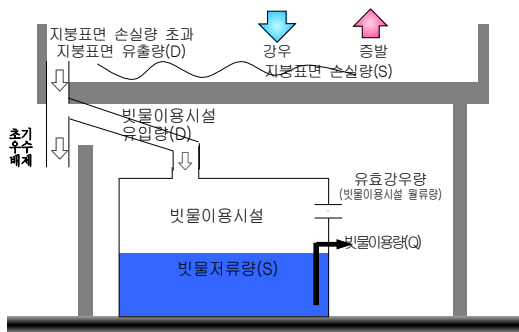 지붕표면 손실량 초과
지붕표면 유출량(D)
강우
증발
지붕표면 손실량(S)
빗물이용시설
유입량(D)
초기
우수
배제
유효강우량
(빗물이용시설 월류량)
빗물이용시설
빗물이용량(Q)
빗물저류량(S)